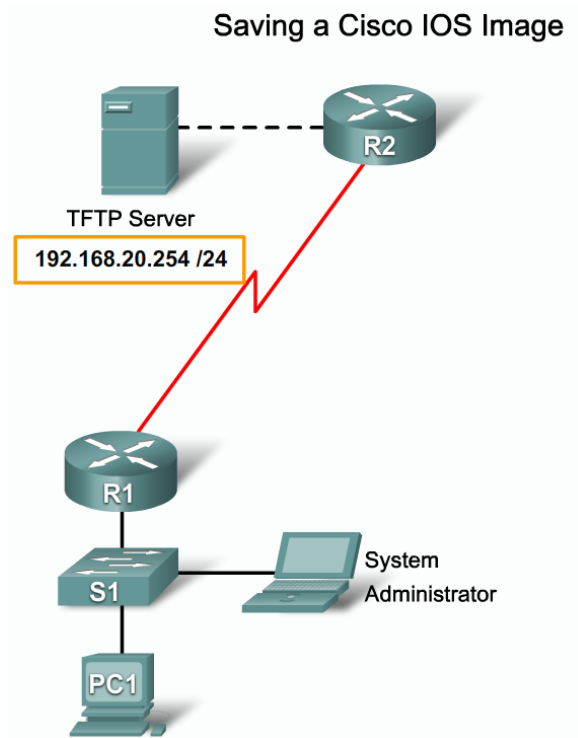 Saving a Cisco IOS Image
R2
TFTP Server
192.168.20.254 /24
R1
S1
System
Administrator
PC1